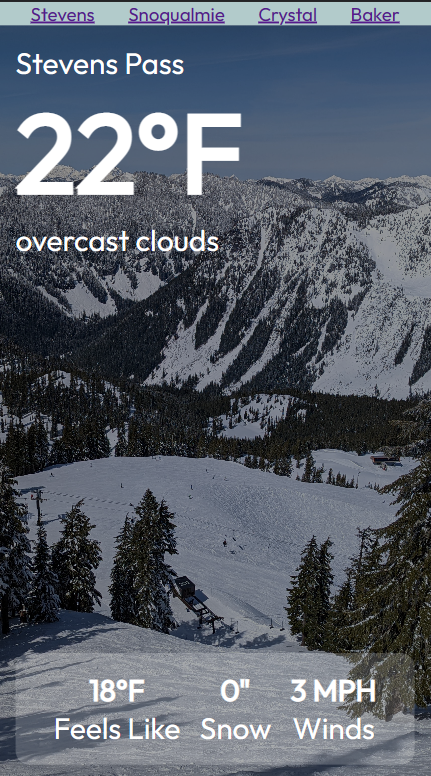 Stevens Snoqualmie Crystal Baker
Stevens Pass
22°F
overcast clouds
18°F 0" 3 MPH
Feels Like Snow Winds